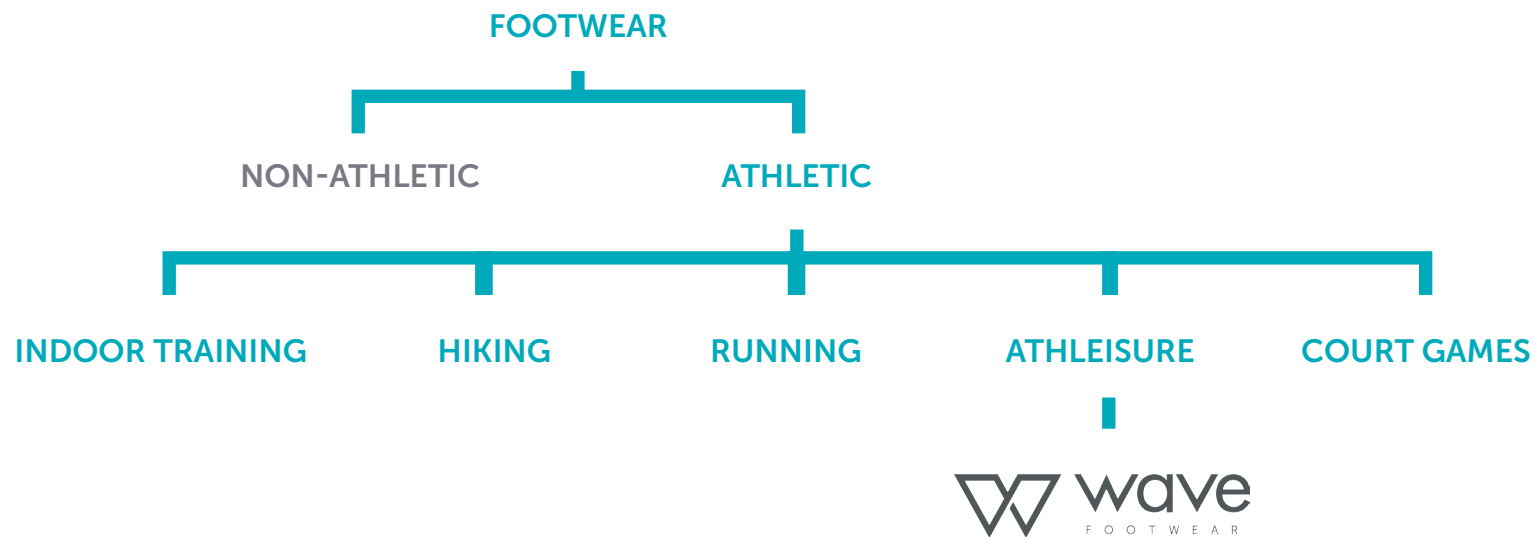 FOOTWEAR
NON-ATHLETIC
ATHLETIC
INDOOR TRAINING
HIKING
RUNNING
ATHLEISURE
COURT GAMES
wave
FOOTWEAR